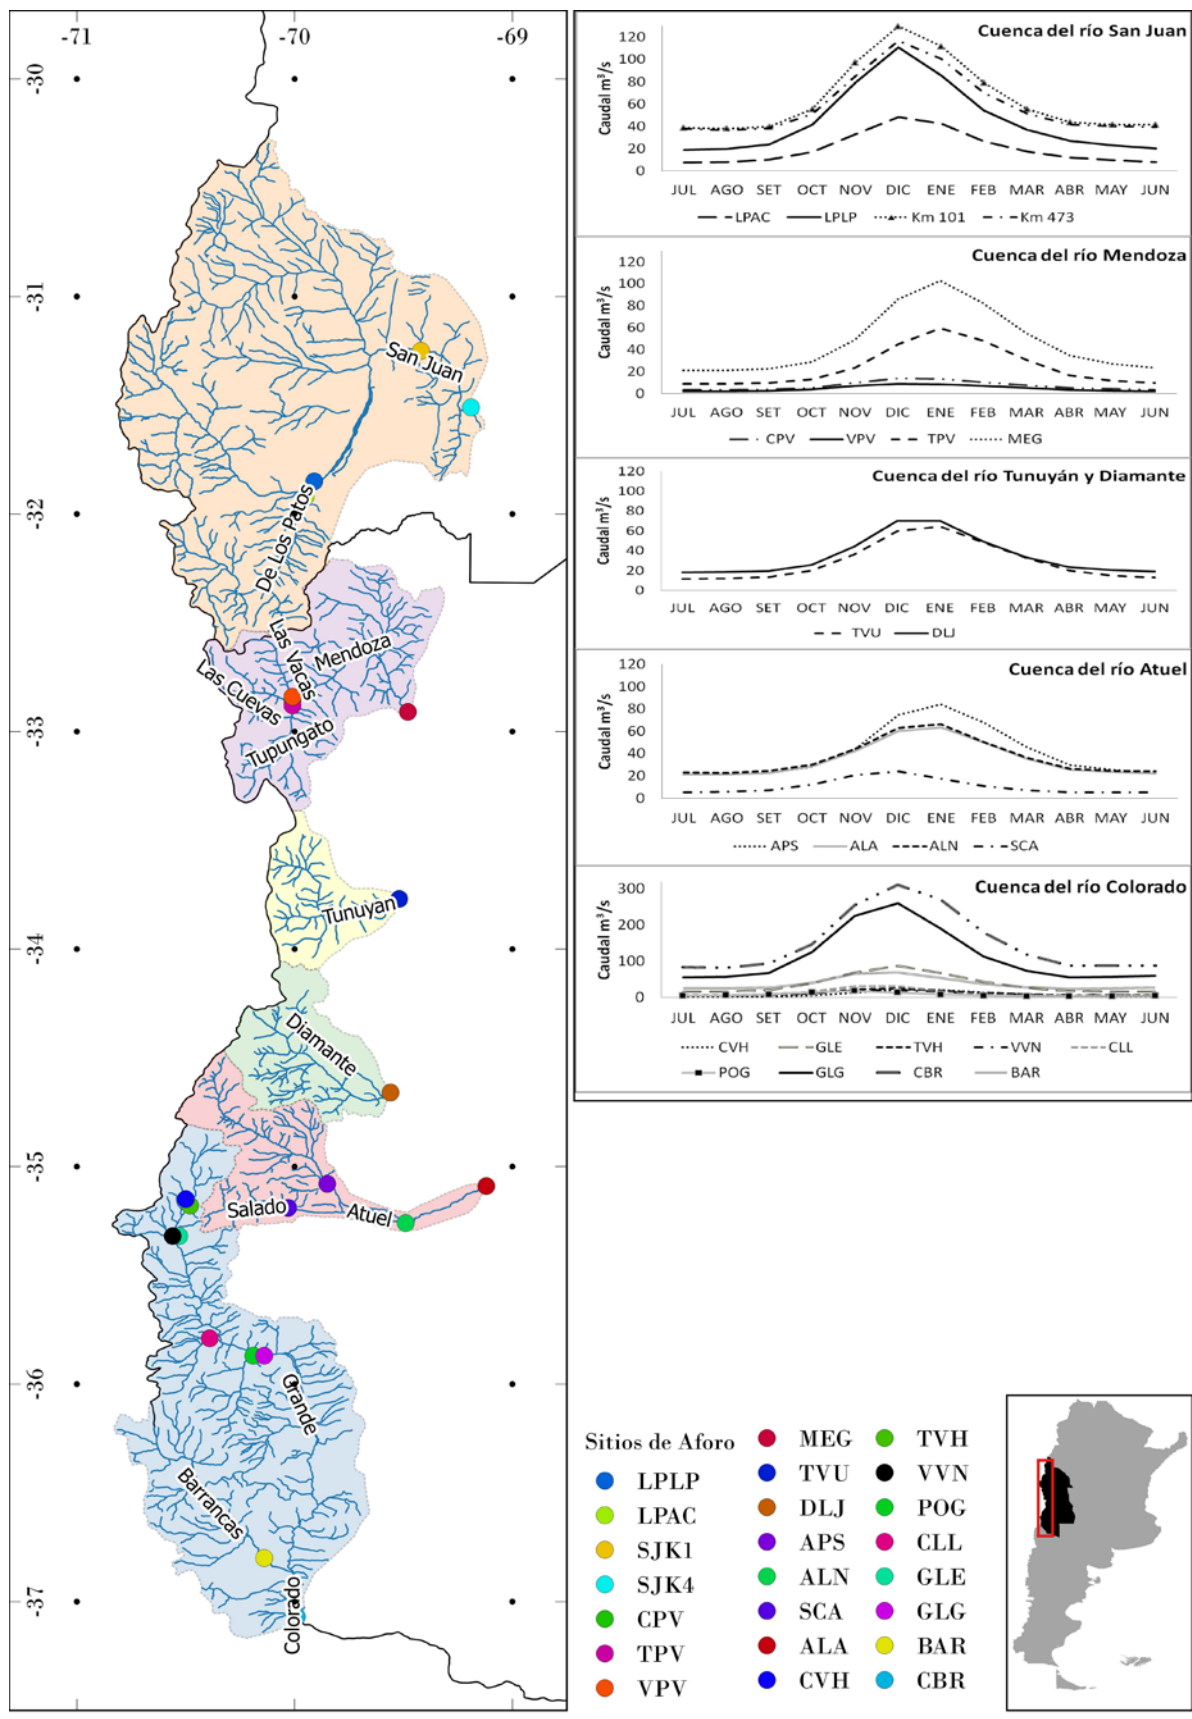 -71 -70 -69
-30
-31
-32
-33
-34
-35
-36
-37
San Juan
De Los Patos
Las Vacas
Mendoza
Las Cuevas
Tupungato
Tunuyan
Diamante
Salado
Atuel
Grande
Barrancas
Colorado
Cuenca del río San Juan
Caudal m³/s
120
100
80
60
40
20
0
JUL AGO SET OCT NOV DIC ENE FEB MAR ABR MAY JUN
LPAC LPLP Km 101 Km 473
Cuenca del río Mendoza
Caudal m³/s
120
100
80
60
40
20
0
JUL AGO SET OCT NOV DIC ENE FEB MAR ABR MAY JUN
CPV VPV TPV MEG
Cuenca del río Tunuyán y Diamante
Caudal m³/s
120
100
80
60
40
20
0
JUL AGO SET OCT NOV DIC ENE FEB MAR ABR MAY JUN
TVU DLJ
Cuenca del río Atuel
Caudal m³/s
120
100
80
60
40
20
0
JUL AGO SET OCT NOV DIC ENE FEB MAR ABR MAY JUN
APS ALA ALN SCA
Cuenca del río Colorado
Caudal m³/s
300
200
100
0
JUL AGO SET OCT NOV DIC ENE FEB MAR ABR MAY JUN
CVH GLE TVH VVN CLL
POG GLG CBR BAR
Sitios de Aforo
LPLP
LPAC
SJK1
SJK4
CPV
TPV
VPV
MEG
TVU
DLJ
APS
ALN
SCA
ALA
CVH
TVH
VVN
POG
CLL
GLE
GLG
BAR
CBR